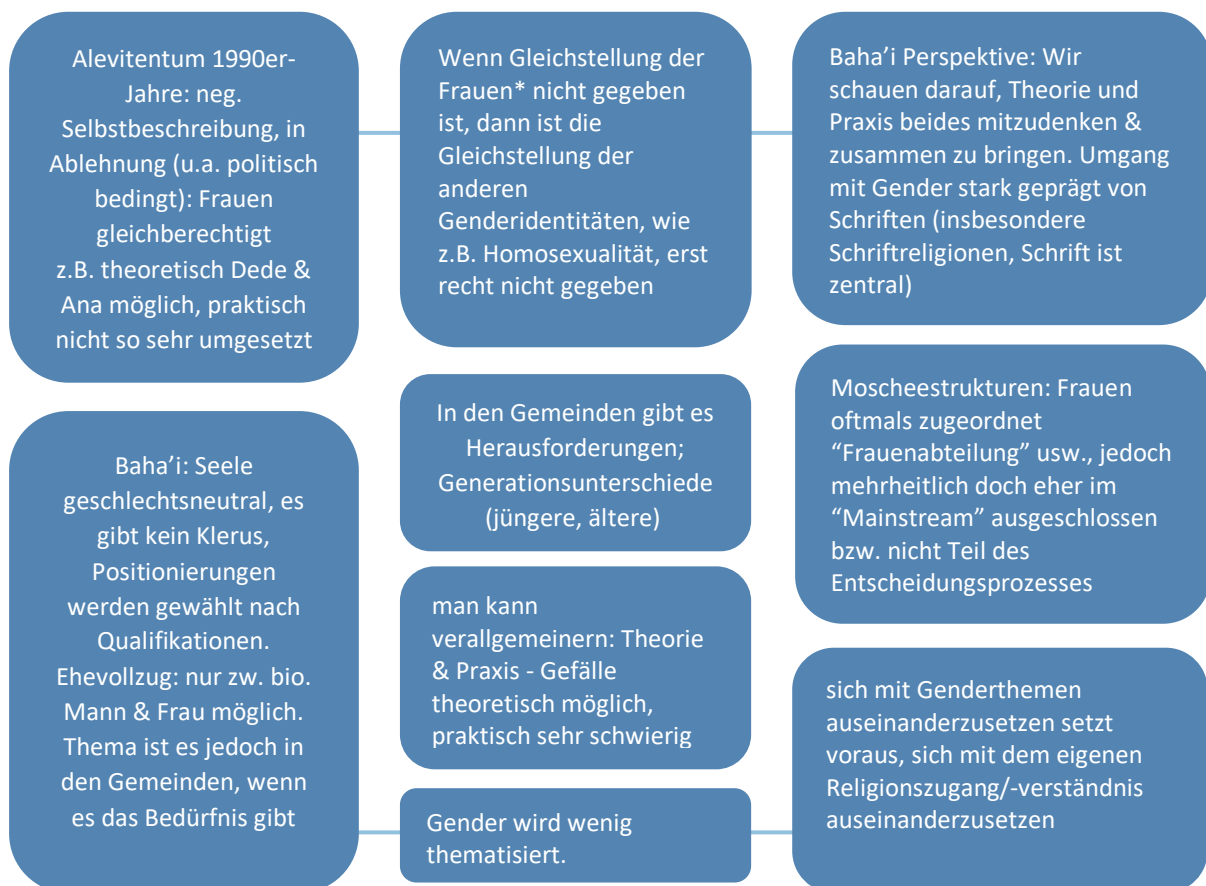 Alevitentum 1990er-
Jahre: neg.
Selbstbeschreibung, in
Ablehnung (u.a. politisch
bedingt): Frauen
gleichberechtigt
z.B. theoretisch Dede &
Ana möglich, praktisch
nicht so sehr umgesetzt
Wenn Gleichstellung der
Frauen* nicht gegeben
ist, dann ist die
Gleichstellung der
anderen
Genderidentitäten, wie
z.B. Homosexualität, erst
recht nicht gegeben
Baha’i Perspektive: Wir
schauen darauf, Theorie und
Praxis beides mitzudenken &
zusammen zu bringen. Umgang
mit Gender stark geprägt von
Schriften (insbesondere
Schriftreligionen, Schrift ist
zentral)
Baha’i: Seele
geschlechtsneutral, es
gibt kein Klerus,
Positionierungen
werden gewählt nach
Qualifikationen.
Ehevollzug: nur zw. bio.
Mann & Frau möglich.
Thema ist es jedoch in
den Gemeinden, wenn
es das Bedürfnis gibt
In den Gemeinden gibt es
Herausforderungen;
Generationsunterschiede
(jüngere, ältere)
Moscheestrukturen: Frauen
oftmals zugeordnet
“Frauenabteilung” usw., jedoch
mehrheitlich doch eher im
“Mainstream” ausgeschlossen
bzw. nicht Teil des
Entscheidungsprozesses
man kann
verallgemeinern: Theorie
& Praxis - Gefälle
theoretisch möglich,
praktisch sehr schwierig
Gender wird wenig
thematisiert.
sich mit Genderthemen
auseinanderzusetzen setzt
voraus, sich mit dem eigenen
Religionszugang/-verständnis
auseinanderzusetzen